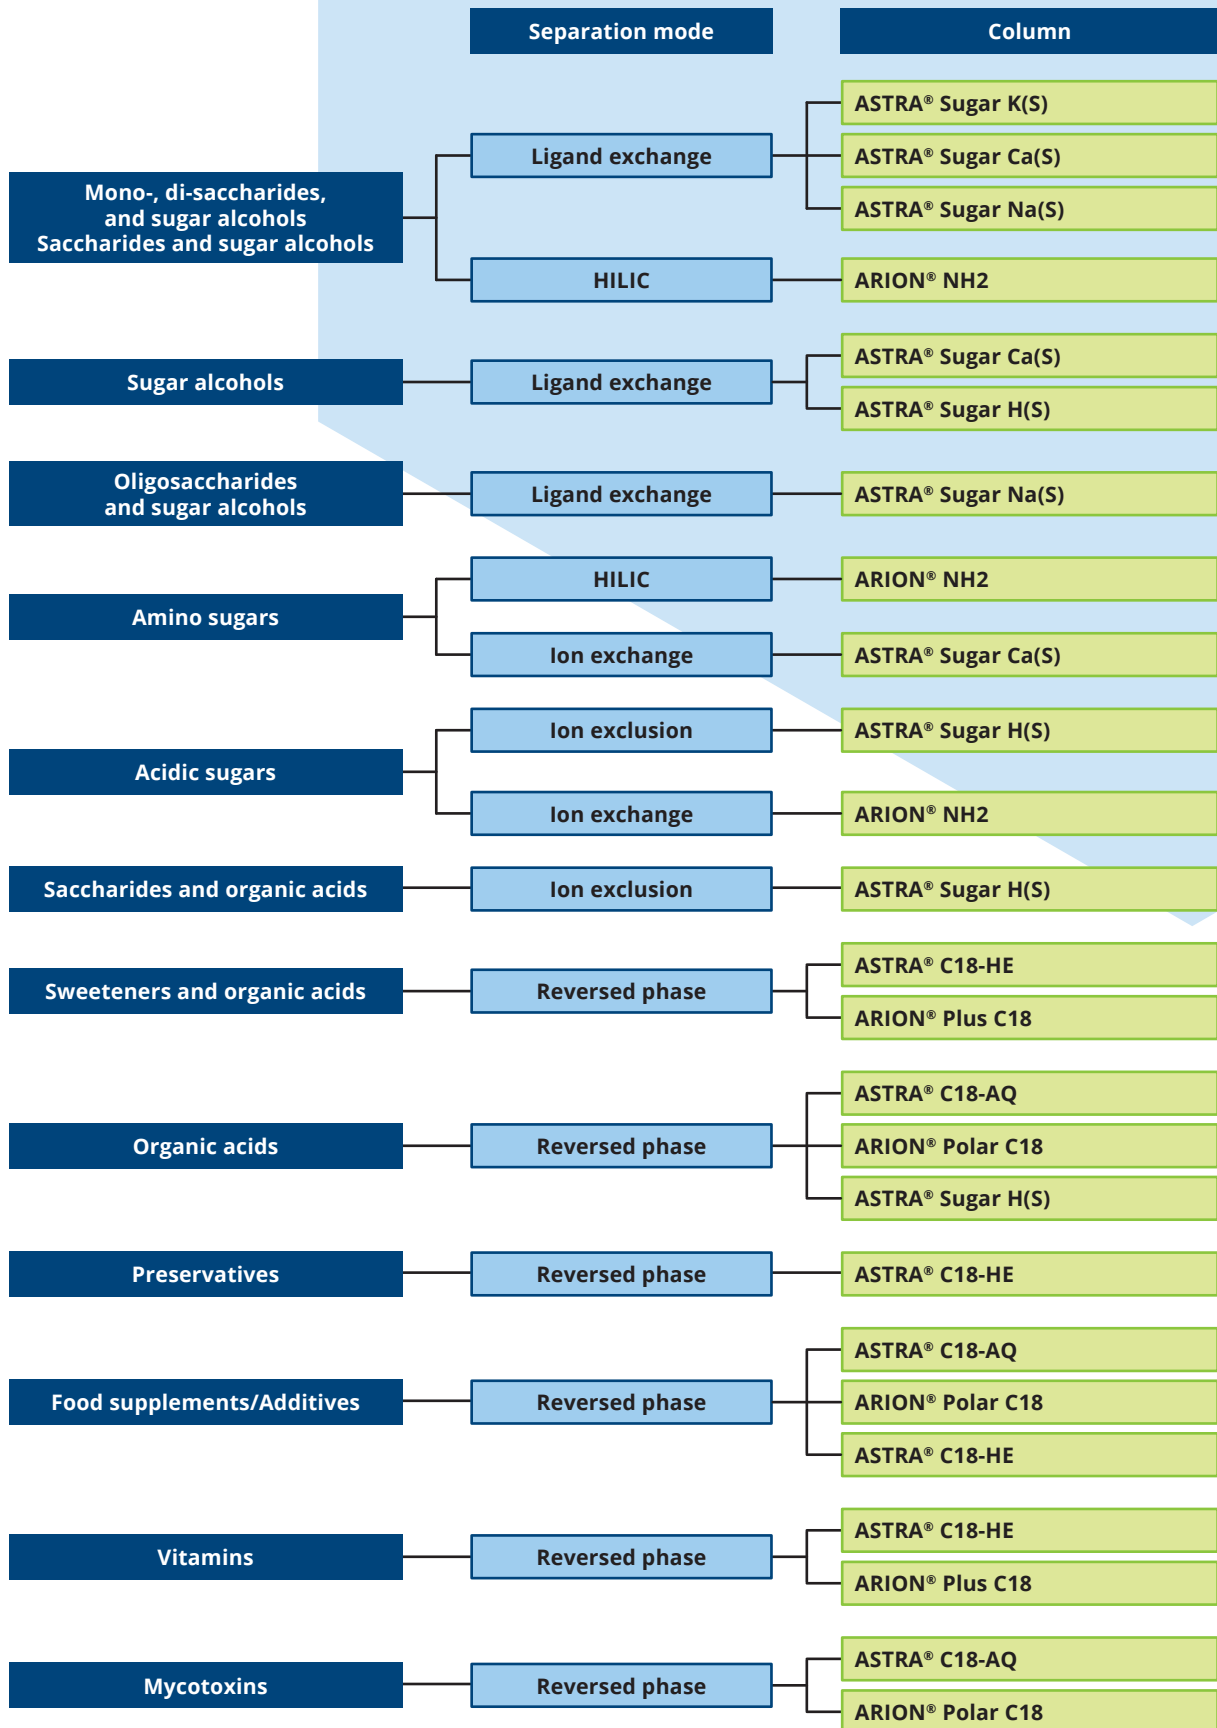 Separation mode
Column
Mono-, di-saccharides,
and sugar alcohols
Saccharides and sugar alcohols
Ligand exchange
ASTRA® Sugar K(S)
ASTRA® Sugar Ca(S)
ASTRA® Sugar Na(S)
HILIC
ARION® NH2
Sugar alcohols
Ligand exchange
ASTRA® Sugar Ca(S)
ASTRA® Sugar H(S)
Oligosaccharides
and sugar alcohols
Ligand exchange
ASTRA® Sugar Na(S)
Amino sugars
HILIC
ARION® NH2
Ion exchange
ASTRA® Sugar Ca(S)
Acidic sugars
Ion exclusion
ASTRA® Sugar H(S)
Ion exchange
ARION® NH2
Saccharides and organic acids
Ion exclusion
ASTRA® Sugar H(S)
Sweeteners and organic acids
Reversed phase
ASTRA® C18-HE
ARION® Plus C18
Organic acids
Reversed phase
ASTRA® C18-AQ
ARION® Polar C18
ASTRA® Sugar H(S)
Preservatives
Reversed phase
ASTRA® C18-HE
Food supplements/Additives
Reversed phase
ASTRA® C18-AQ
ARION® Polar C18
ASTRA® C18-HE
Vitamins
Reversed phase
ASTRA® C18-HE
ARION® Plus C18
Mycotoxins
Reversed phase
ASTRA® C18-AQ
ARION® Polar C18